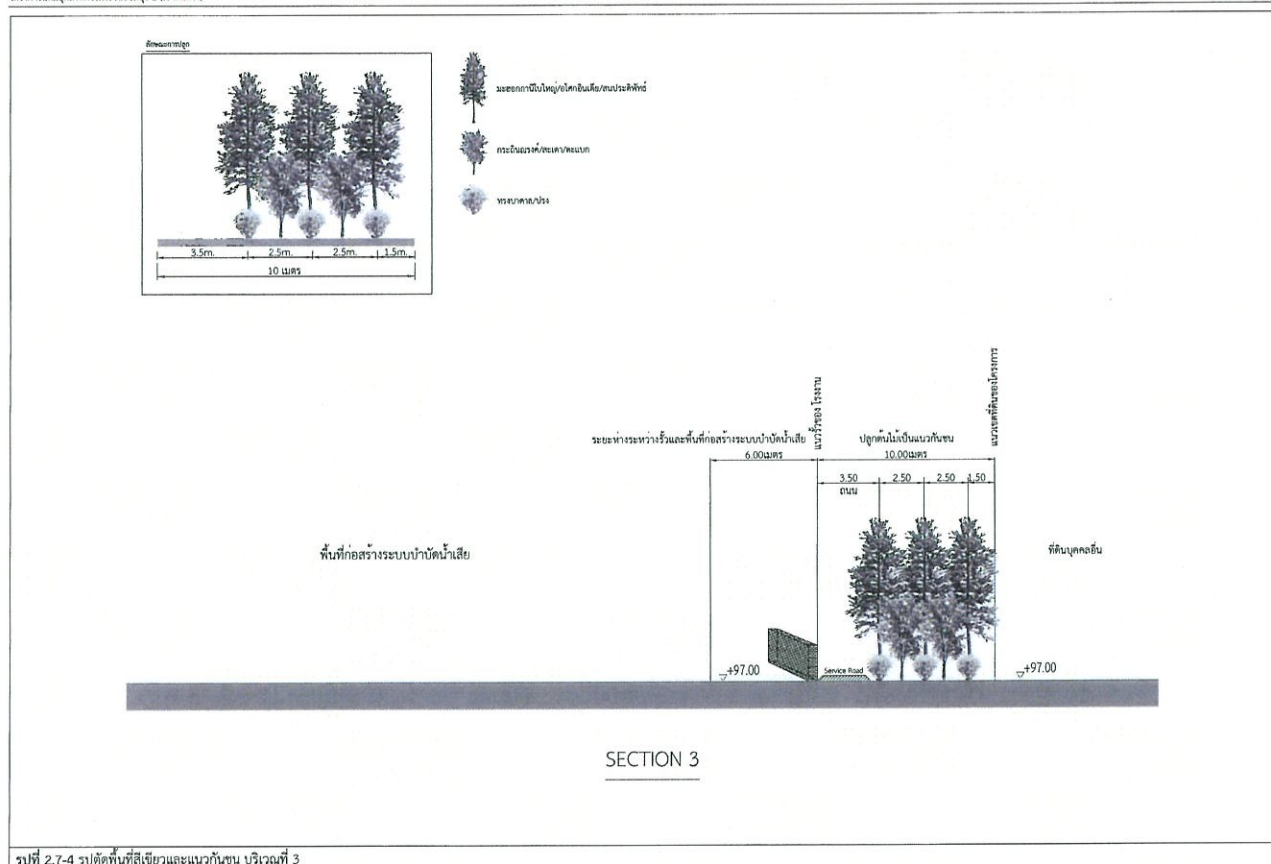 ลักษณะการปลูก
มะฮอกกานีใบใหญ่/อโศกอินเดีย/สนประดิพัทธ์
กระถินณรงค์/สะเดา/ตะแบก
ทรงบาดาล/ปรง
3.5m. 2.5m. 2.5m. 1.5m.
10 เมตร
แนวรั้วของ โรงงาน
แนวเขตที่ดินของโครงการ
ระยะห่างระหว่างรั้วและพื้นที่ก่อสร้างระบบบำบัดน้ำเสีย
ปลูกต้นไม้เป็นแนวกันชน
6.00เมตร
10.00เมตร
3.50 2.50 2.50 1.50
ถนน
พื้นที่ก่อสร้างระบบบำบัดน้ำเสีย
ที่ดินบุคคลอื่น
+97.00
Service Road
+97.00
SECTION 3
รูปที่ 2.7-4 รูปตัดพื้นที่สีเขียวและแนวกันชน บริเวณที่ 3